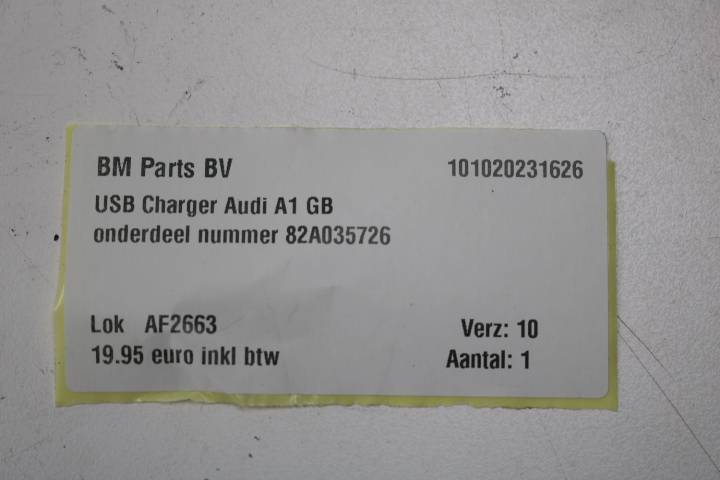 BM Parts BV 101020231626
USB Charger Audi A1 GB
onderdeel nummer 82A035726
Lok AF2663 Verz: 10
19.95 euro inkl btw Aantal: 1